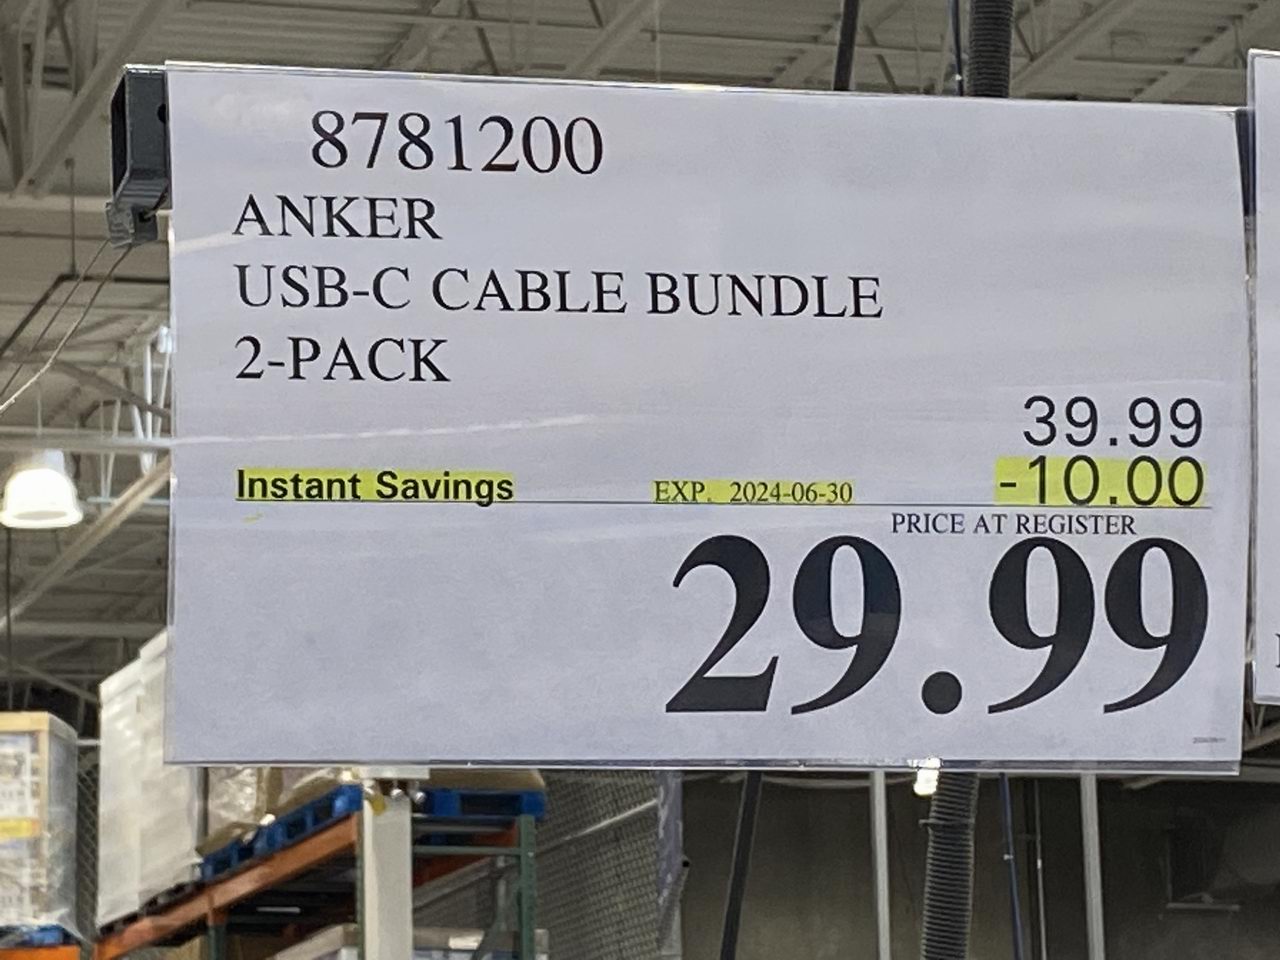 8781200
ANKER
USB-C CABLE BUNDLE
2-PACK
39.99
Instant Savings EXP. 2024-06-30 -10.00
PRICE AT REGISTER
29.99